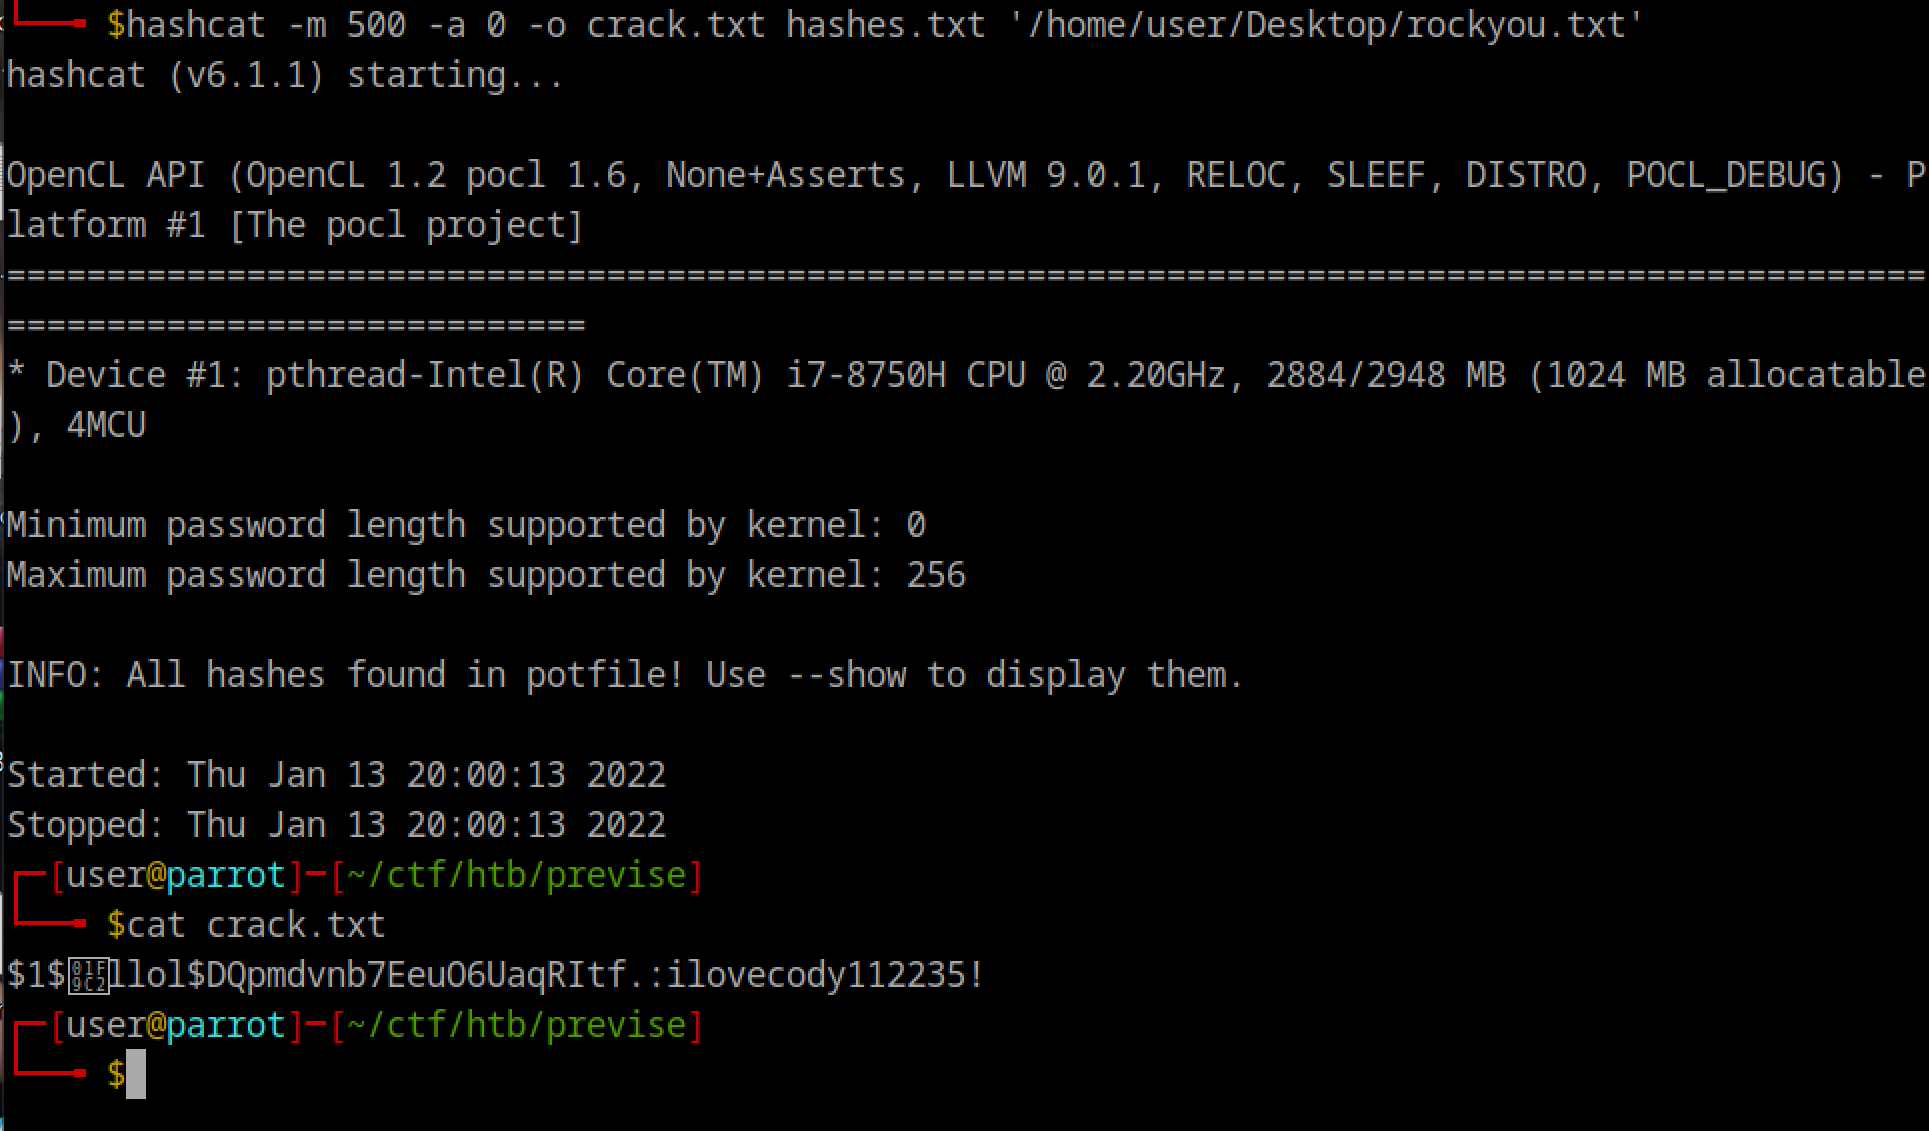 $hashcat -m 500 -a 0 -o crack.txt hashes.txt '/home/user/Desktop/rockyou.txt'
hashcat (v6.1.1) starting...
OpenCL API (OpenCL 1.2 pocl 1.6, None+Asserts, LLVM 9.0.1, RELOC, SLEEF, DISTRO, POCL_DEBUG) - P
latform #1 [The pocl project]
================================================================================================
=============================
* Device #1: pthread-Intel(R) Core(TM) i7-8750H CPU @ 2.20GHz, 2884/2948 MB (1024 MB allocatable
), 4MCU
Minimum password length supported by kernel: 0
Maximum password length supported by kernel: 256
INFO: All hashes found in potfile! Use --show to display them.
Started: Thu Jan 13 20:00:13 2022
Stopped: Thu Jan 13 20:00:13 2022
[user@parrot]─[~/ctf/htb/previse]
$cat crack.txt
$1$🧂llol$DQpmdvnb7EeuO6UaqRItf.:ilovecody112235!
[user@parrot]─[~/ctf/htb/previse]
$